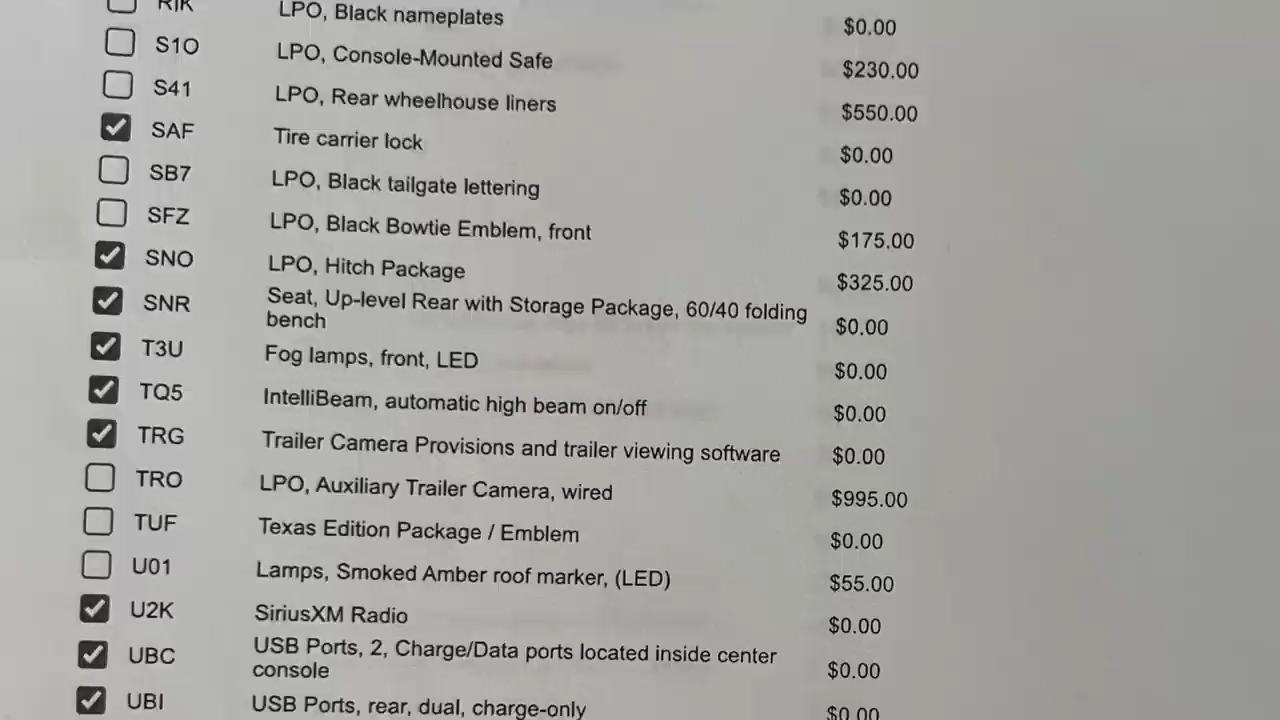 RIK LPO, Black nameplates $0.00
S1O LPO, Console-Mounted Safe $230.00
S41 LPO, Rear wheelhouse liners $550.00
SAF Tire carrier lock $0.00
SB7 LPO, Black tailgate lettering $0.00
SFZ LPO, Black Bowtie Emblem, front $175.00
SNO LPO, Hitch Package $325.00
SNR Seat, Up-level Rear with Storage Package, 60/40 folding $0.00
bench
T3U Fog lamps, front, LED $0.00
TQ5 IntelliBeam, automatic high beam on/off $0.00
TRG Trailer Camera Provisions and trailer viewing software $0.00
TRO LPO, Auxiliary Trailer Camera, wired $995.00
TUF Texas Edition Package / Emblem $0.00
U01 Lamps, Smoked Amber roof marker, (LED) $55.00
U2K SiriusXM Radio $0.00
UBC USB Ports, 2, Charge/Data ports located inside center $0.00
console
UBI USB Ports, rear, dual, charge-only $0.00